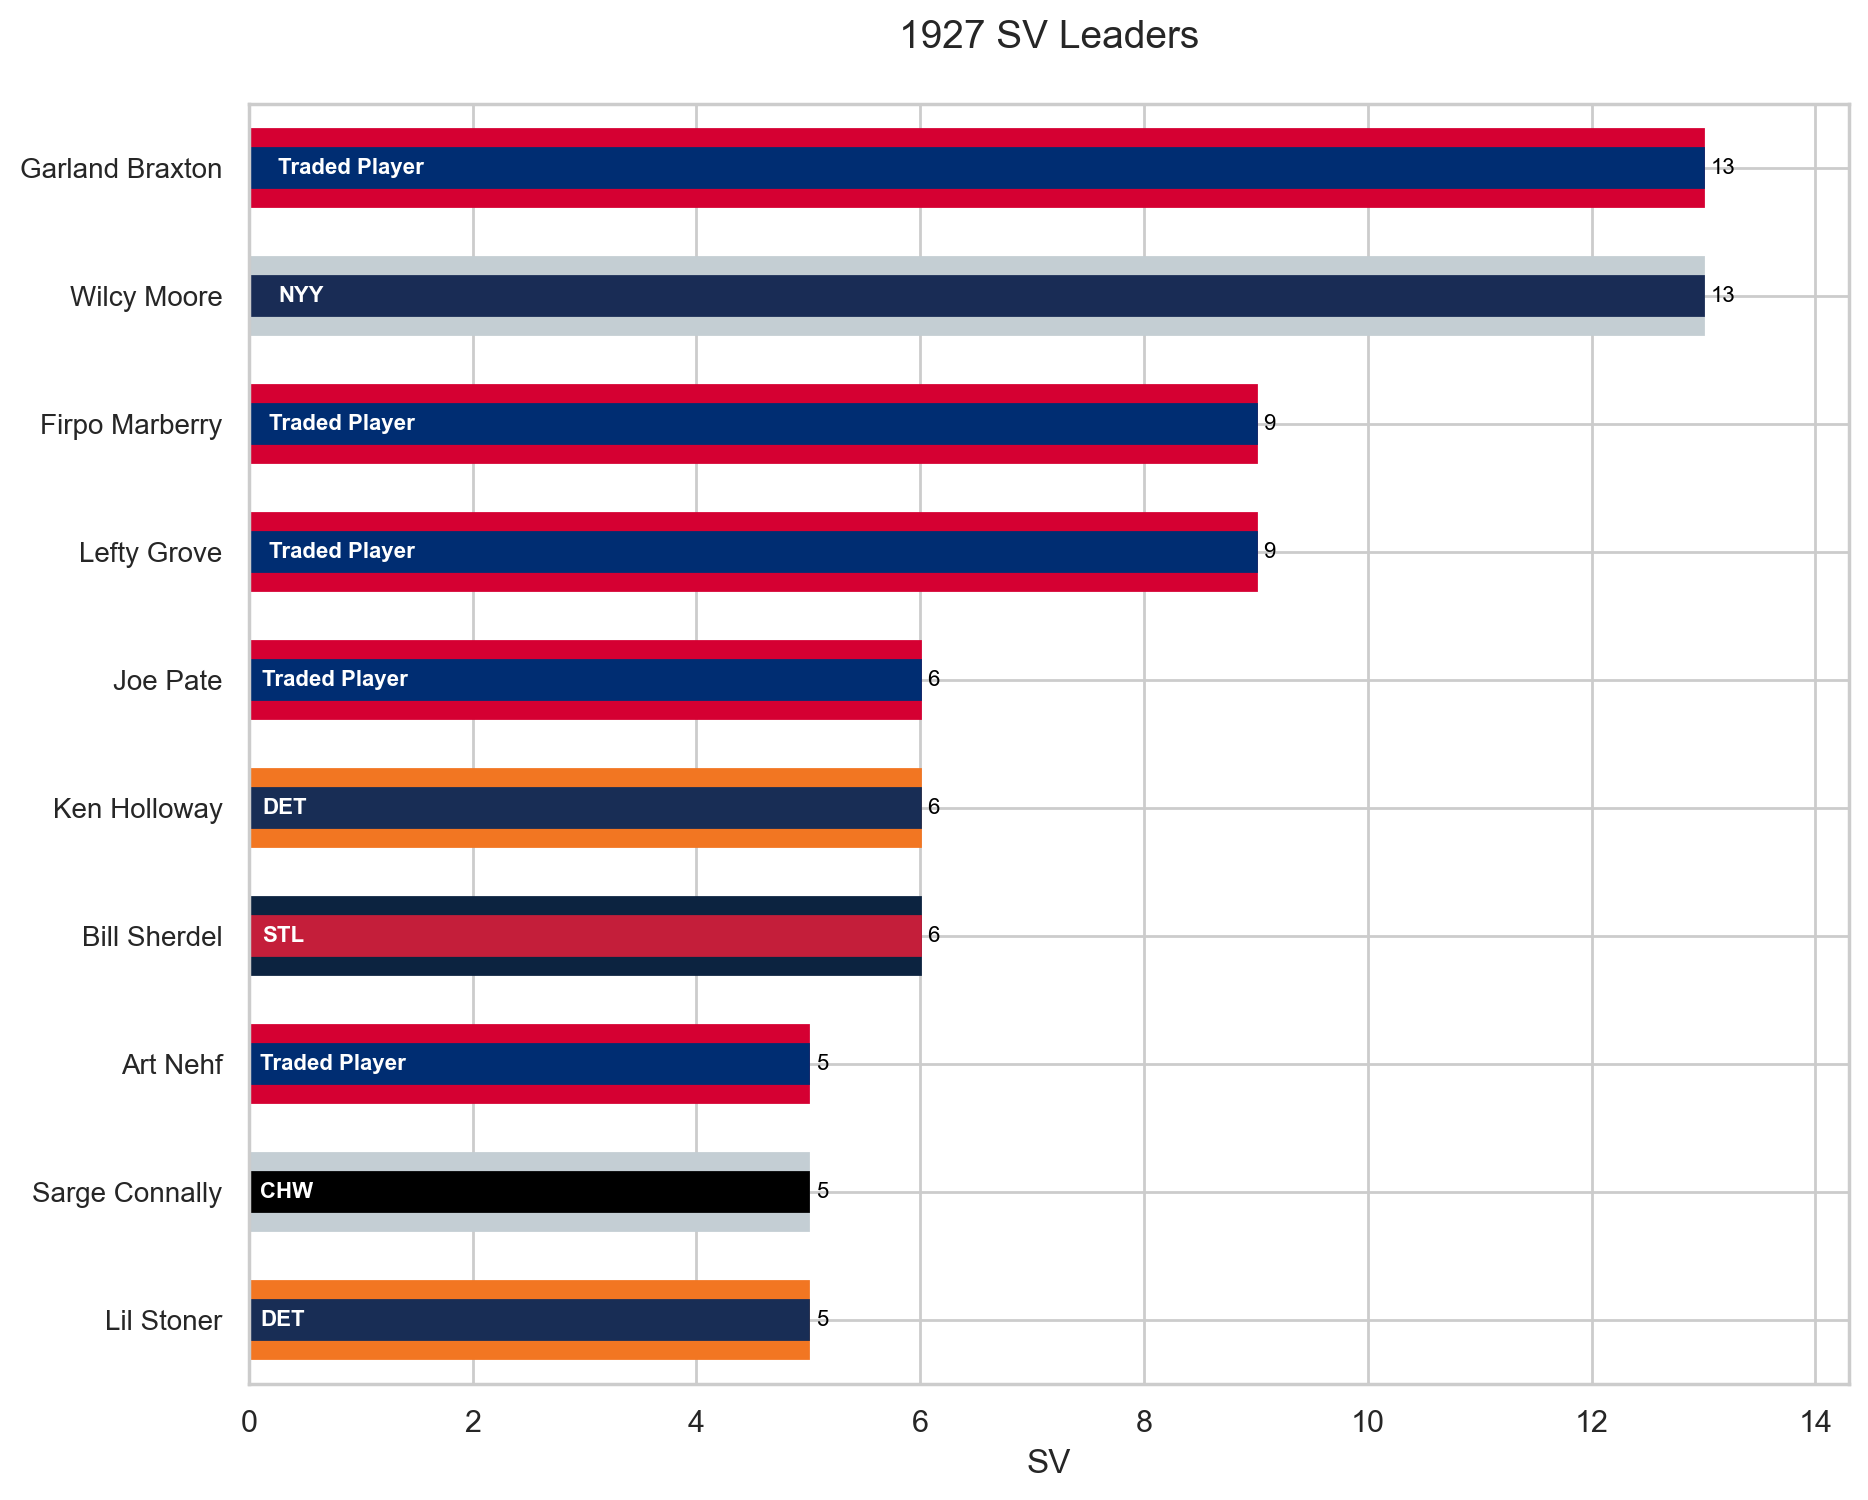 1927 SV Leaders
Garland Braxton
Traded Player
13
Wilcy Moore
NYY
13
Firpo Marberry
Traded Player
9
Lefty Grove
Traded Player
9
Joe Pate
Traded Player
6
Ken Holloway
DET
6
Bill Sherdel
STL
6
Art Nehf
Traded Player
5
Sarge Connally
CHW
5
Lil Stoner
DET
5
0 2 4 6 8 10 12 14
SV